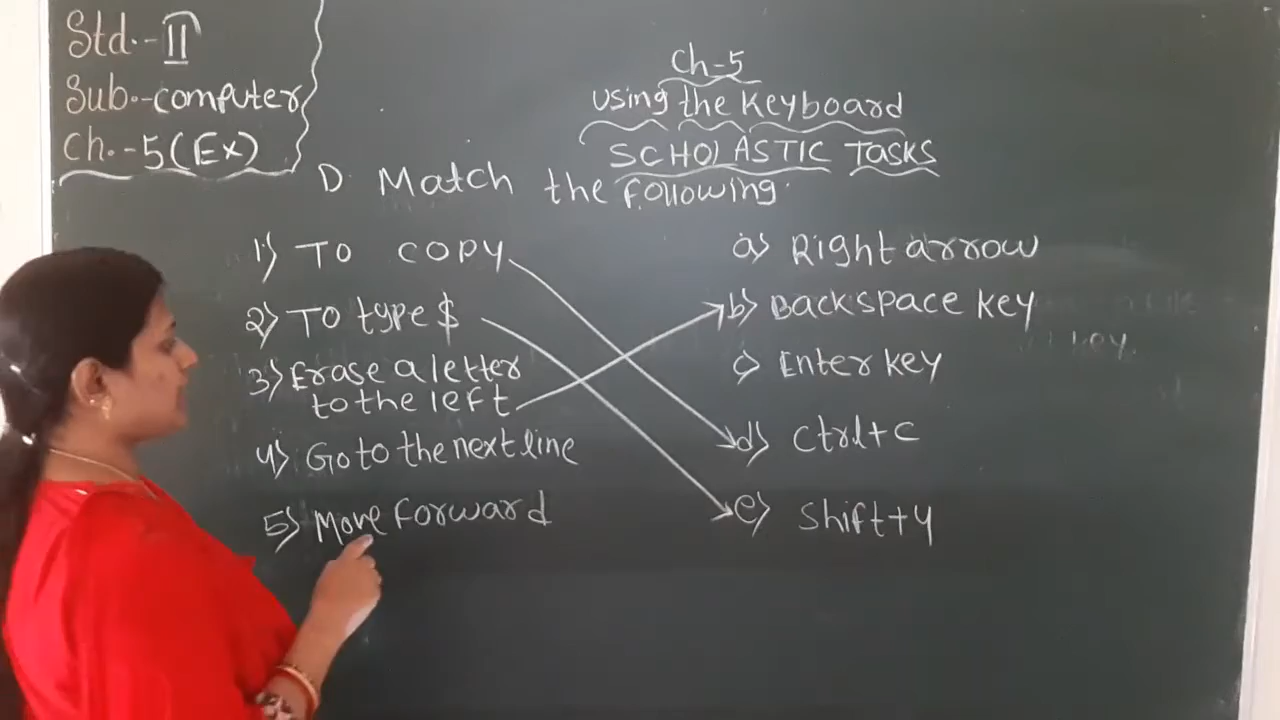 Std.-II
Sub.-computer
Ch.-5(Ex)
Ch-5
using the Keyboard
SCHOLASTIC TASKS
D. Match the following.
1) To copy
2) To type $
3) Erase a letter
to the left
4) Go to the next line
5) Move forward
a) Right arrow
b) Backspace key
c) Enter key
d) Ctrl+c
e) Shift+4
key.